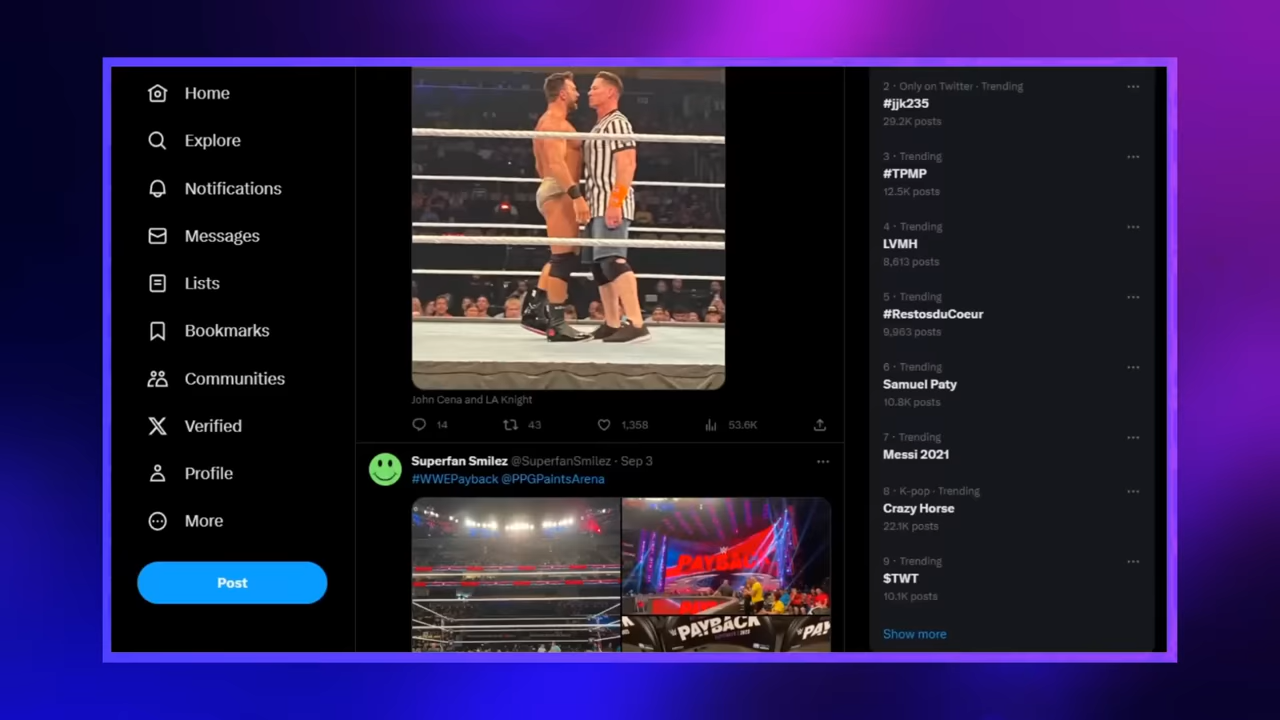 Home
Explore
Notifications
Messages
Lists
Bookmarks
Communities
Verified
Profile
More
Post
John Cena and LA Knight
14
43
1,358
53.6K
Superfan Smilez @SuperfanSmilez · Sep 3
#WWEPayback @PPGPaintsArena
PAYBACK
PAYBACK
PAY
2 · Only on Twitter · Trending
#jjk235
29.2K posts
3 · Trending
#TPMP
12.5K posts
4 · Trending
LVMH
8,613 posts
5 · Trending
#RestosduCoeur
9,963 posts
6 · Trending
Samuel Paty
10.8K posts
7 · Trending
Messi 2021
8 · K-pop · Trending
Crazy Horse
22.1K posts
9 · Trending
$TWT
10.1K posts
Show more